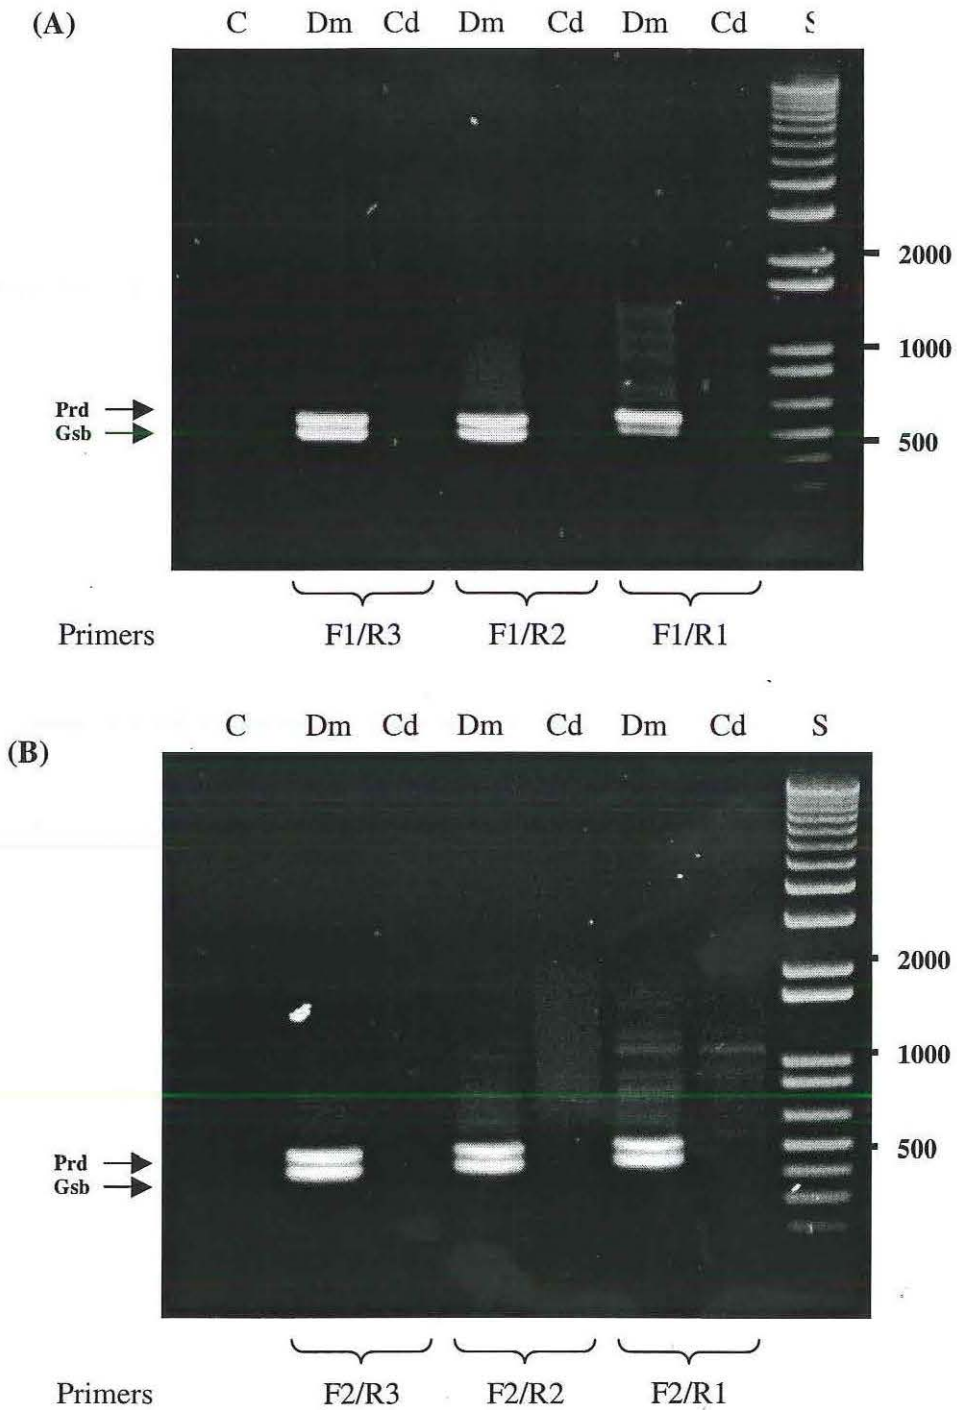 (A) C Dm Cd Dm Cd Dm Cd
2000
1000
Prd
Gsb
500
Primers F1/R3 F1/R2 F1/R1
C Dm Cd Dm Cd Dm Cd S
(B)
2000
1000
500
Prd
Gsb
Primers F2/R3 F2/R2 F2/R1